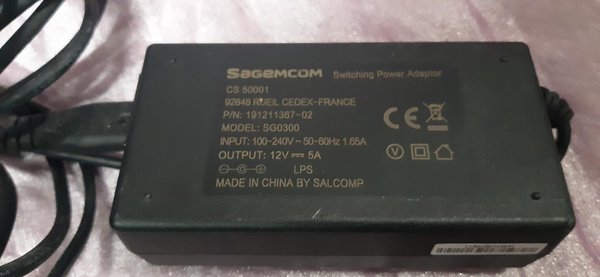 SAGEMCOM Switching Power Adaptor
CS 50001
92848 RUEIL CEDEX-FRANCE
P/N: 191211367-02
MODEL: SG0300
INPUT: 100-240V ~ 50-60Hz 1.65A
OUTPUT: 12V ⎓ 5A
LPS
MADE IN CHINA BY SALCOMP
CE
V